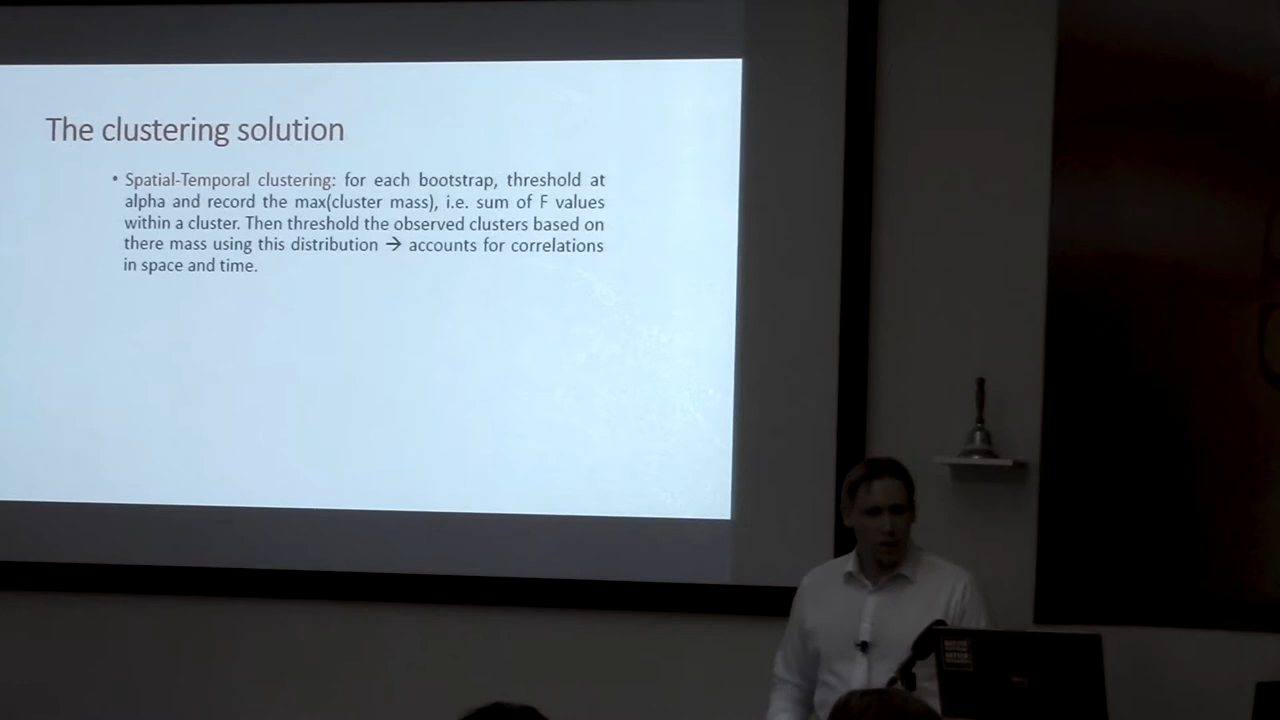 The clustering solution
• Spatial-Temporal clustering: for each bootstrap, threshold at
alpha and record the max(cluster mass), i.e. sum of F values
within a cluster. Then threshold the observed clusters based on
there mass using this distribution → accounts for correlations
in space and time.